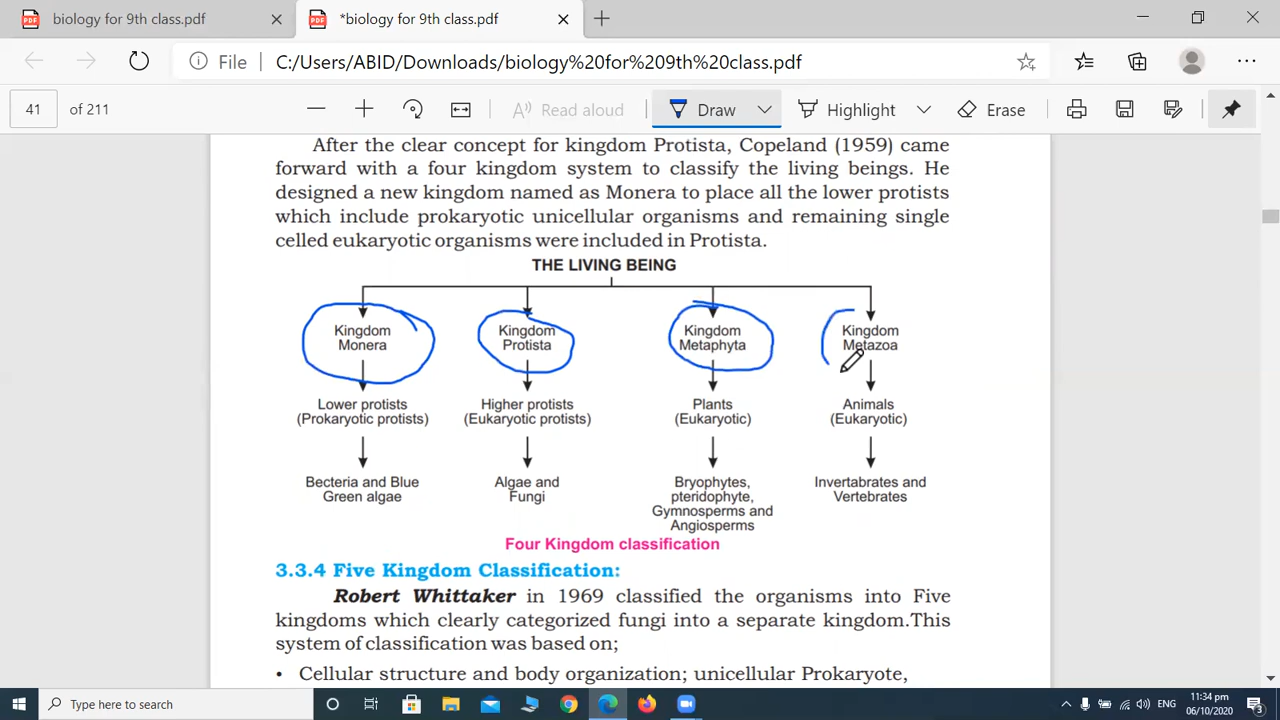 biology for 9th class.pdf
*biology for 9th class.pdf
File
C:/Users/ABID/Downloads/biology%20for%209th%20class.pdf
41 of 211
Read aloud
Draw
Highlight
Erase
After the clear concept for kingdom Protista, Copeland (1959) came
forward with a four kingdom system to classify the living beings. He
designed a new kingdom named as Monera to place all the lower protists
which include prokaryotic unicellular organisms and remaining single
celled eukaryotic organisms were included in Protista.
THE LIVING BEING
Kingdom Monera
Kingdom Protista
Kingdom Metaphyta
Kingdom Metazoa
Lower protists
(Prokaryotic protists)
Higher protists
(Eukaryotic protists)
Plants
(Eukaryotic)
Animals
(Eukaryotic)
Becteria and Blue
Green algae
Algae and
Fungi
Bryophytes,
pteridophyte,
Gymnosperms and
Angiosperms
Invertabrates and
Vertebrates
Four Kingdom classification
3.3.4 Five Kingdom Classification:
Robert Whittaker in 1969 classified the organisms into Five
kingdoms which clearly categorized fungi into a separate kingdom.This
system of classification was based on;
• Cellular structure and body organization; unicellular Prokaryote,
Type here to search
ENG
11:34 pm
06/10/2020
3